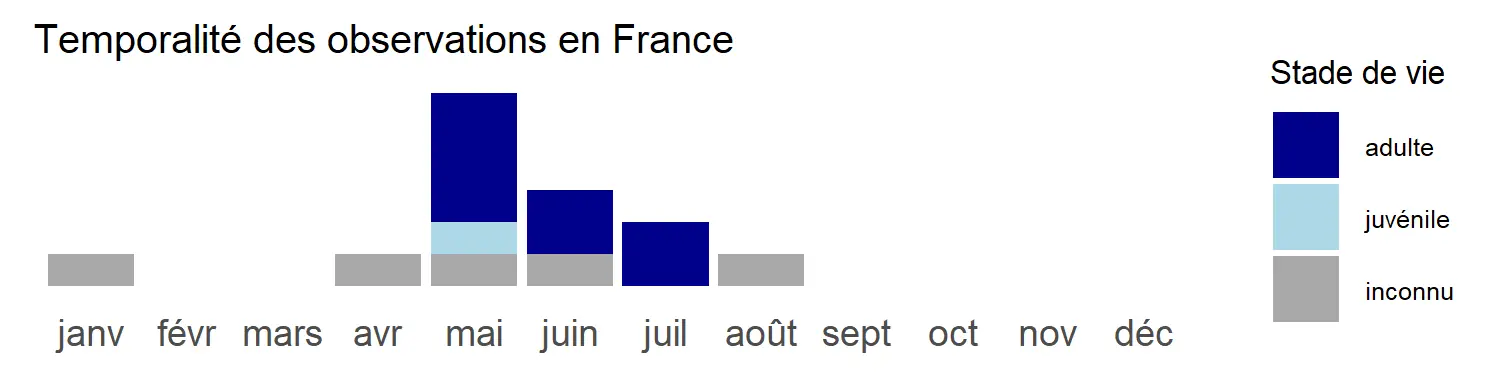 Temporalité des observations en France
Stade de vie
adulte
juvénile
inconnu
janv févr mars avr mai juin juil août sept oct nov déc